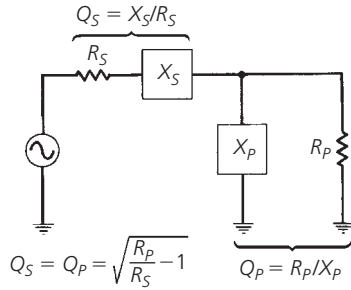 Q_S = X_S/R_S
R_S
X_S
X_P
R_P
Q_S = Q_P = √(R_P/R_S − 1)
Q_P = R_P/X_P